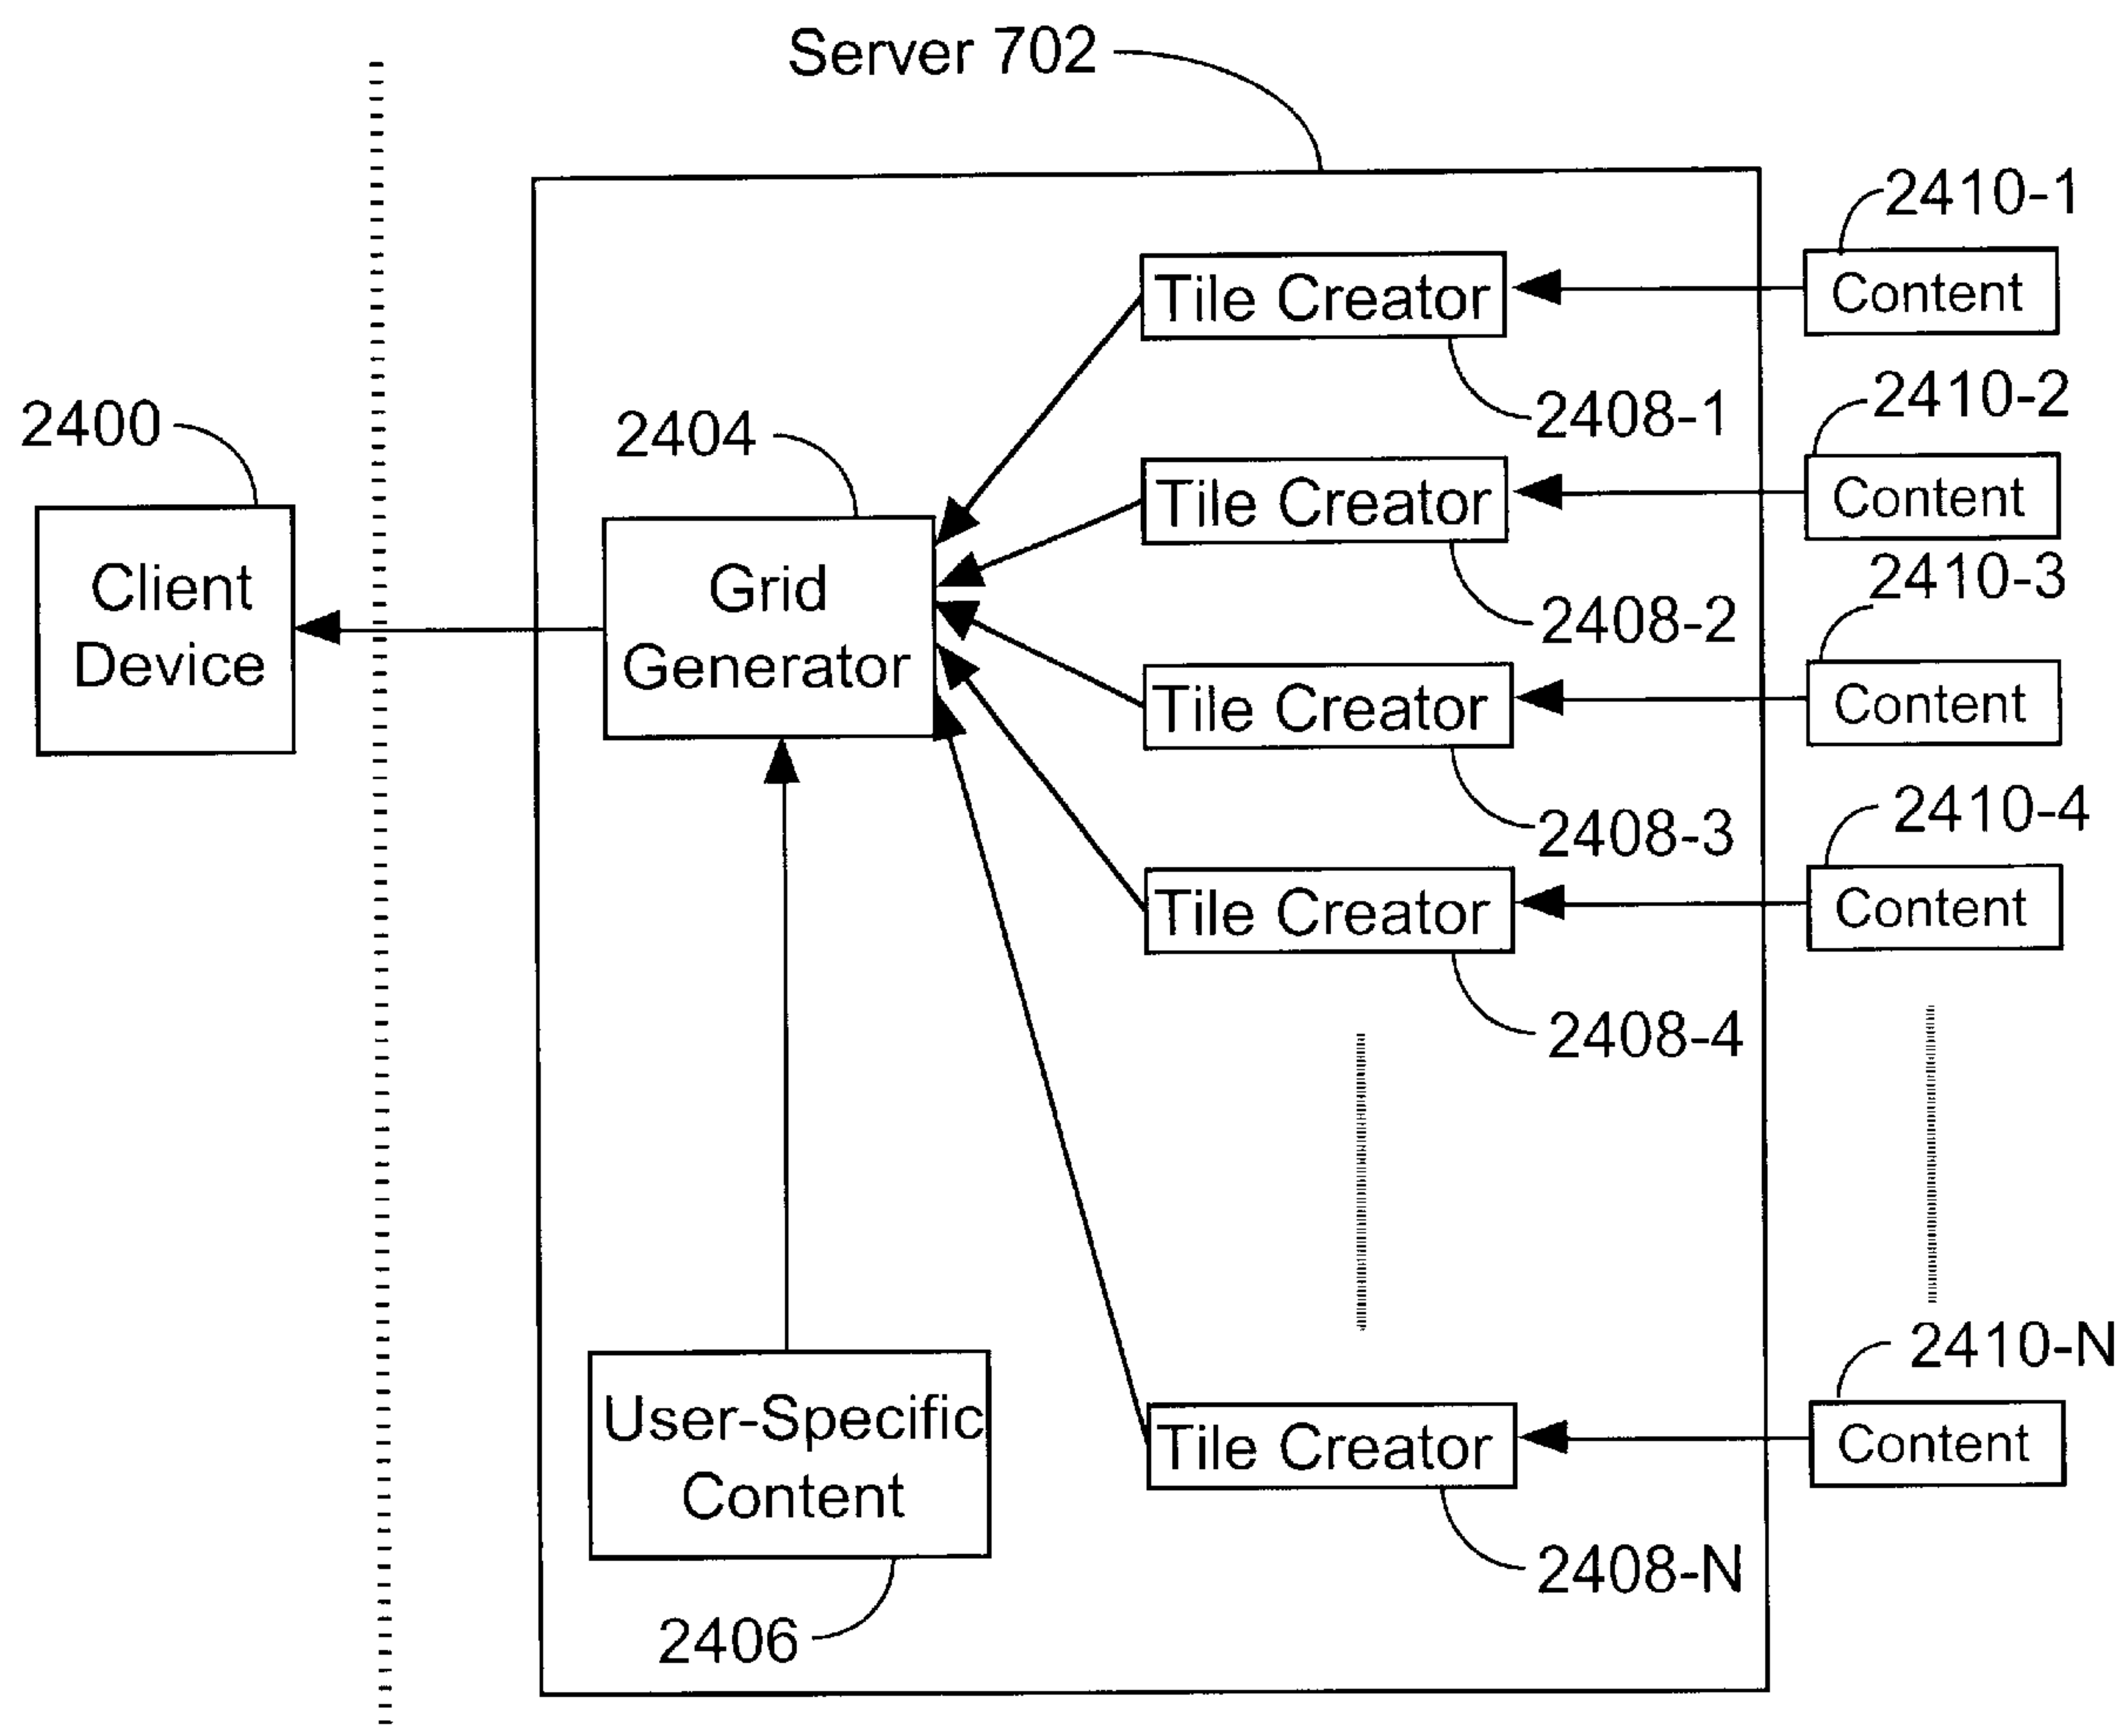 Server 702
2410-1
Tile Creator
Content
2408-1
2410-2
2400
2404
Tile Creator
Content
2410-3
Client
Device
Grid
Generator
2408-2
Tile Creator
Content
2408-3
2410-4
Tile Creator
Content
2408-4
2410-N
User-Specific
Content
Tile Creator
Content
2408-N
2406